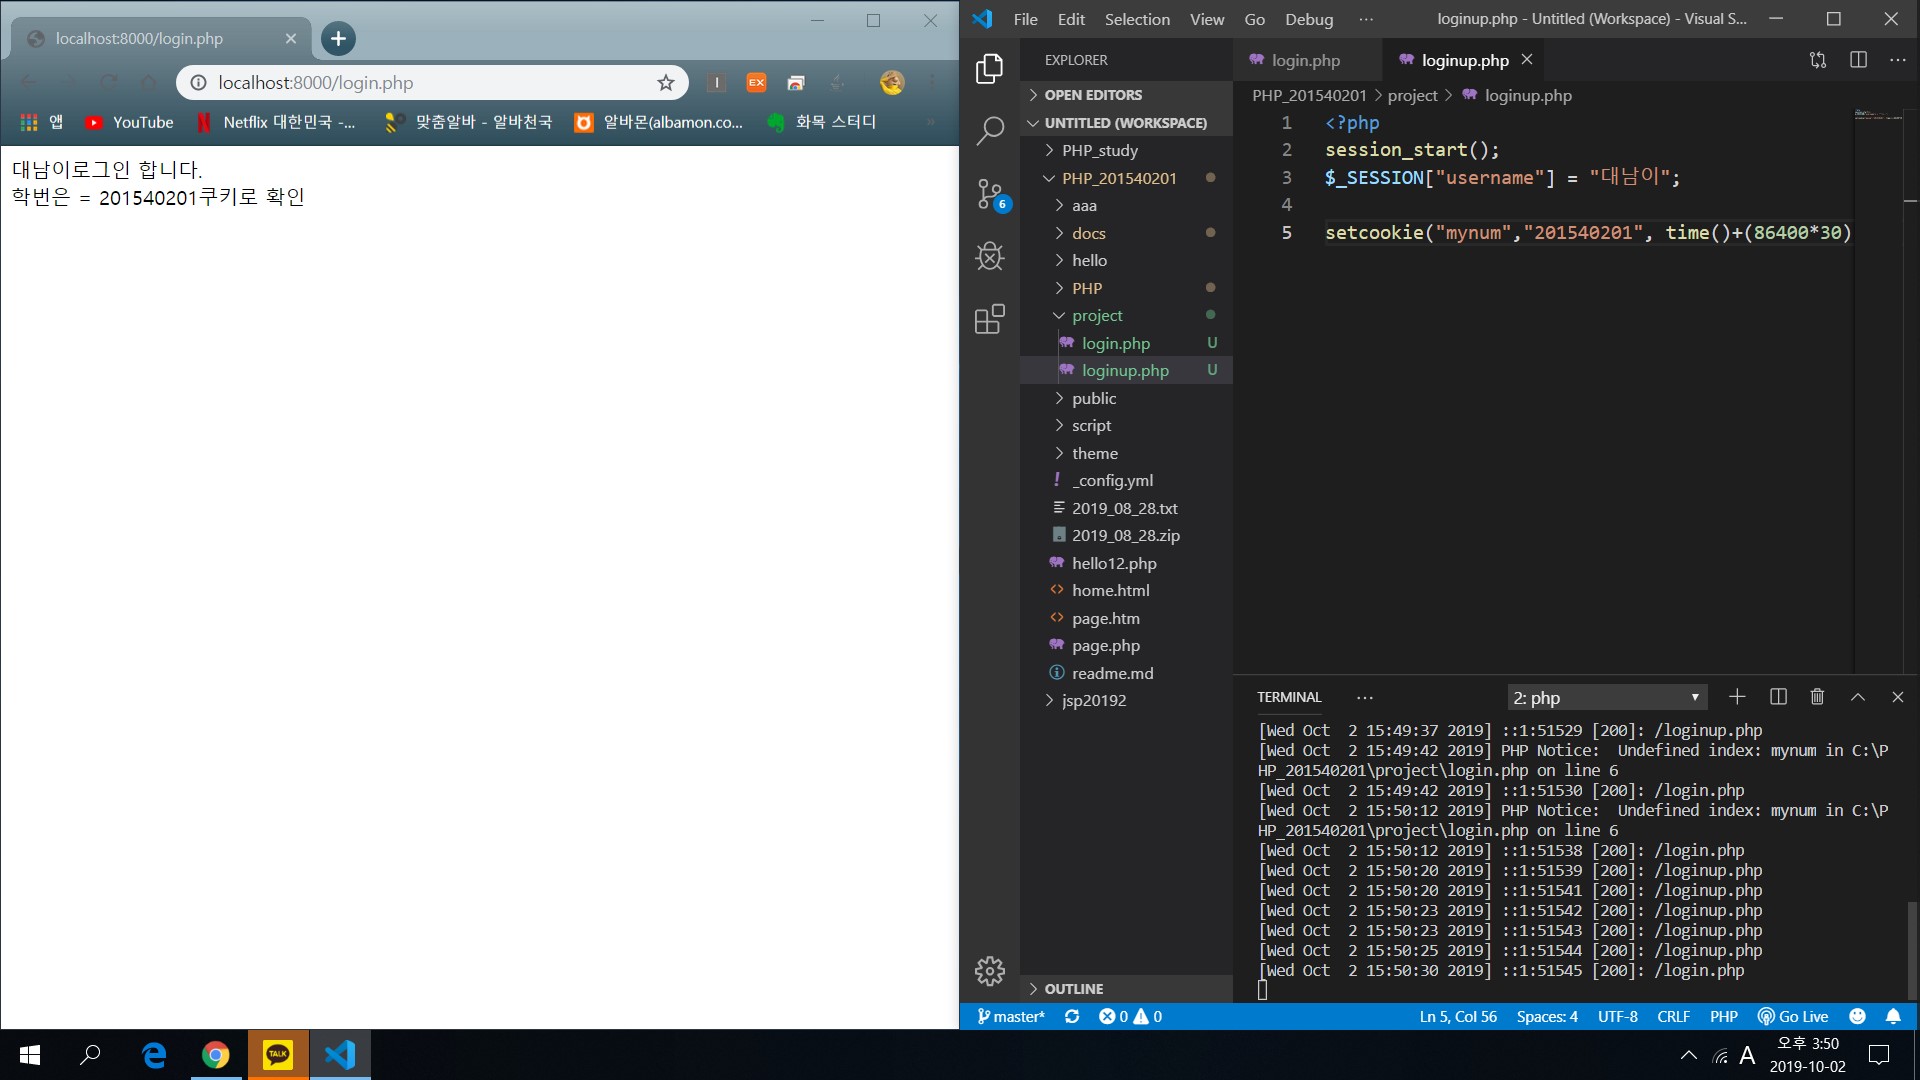 localhost:8000/login.php
localhost:8000/login.php
앱
YouTube
Netflix 대한민국 -...
맞춤알바 - 알바천국
알바몬(albamon.co...
화목 스터디
대남이로그인 합니다.
학번은 = 201540201쿠키로 확인
File Edit Selection View Go Debug ···
loginup.php - Untitled (Workspace) - Visual S...
EXPLORER
OPEN EDITORS
UNTITLED (WORKSPACE)
PHP_study
PHP_201540201
aaa
docs
hello
PHP
project
login.php U
loginup.php U
public
script
theme
_config.yml
2019_08_28.txt
2019_08_28.zip
hello12.php
home.html
page.htm
page.php
readme.md
jsp20192
OUTLINE
6
login.php loginup.php
PHP_201540201 > project > loginup.php
1 <?php
2 session_start();
3 $_SESSION["username"] = "대남이";
4
5 setcookie("mynum","201540201", time()+(86400*30)
TERMINAL ··· 2: php
[Wed Oct  2 15:49:37 2019] ::1:51529 [200]: /loginup.php
[Wed Oct  2 15:49:42 2019] PHP Notice:  Undefined index: mynum in C:\P
HP_201540201\project\login.php on line 6
[Wed Oct  2 15:49:42 2019] ::1:51530 [200]: /login.php
[Wed Oct  2 15:50:12 2019] PHP Notice:  Undefined index: mynum in C:\P
HP_201540201\project\login.php on line 6
[Wed Oct  2 15:50:12 2019] ::1:51538 [200]: /login.php
[Wed Oct  2 15:50:20 2019] ::1:51539 [200]: /loginup.php
[Wed Oct  2 15:50:20 2019] ::1:51541 [200]: /loginup.php
[Wed Oct  2 15:50:23 2019] ::1:51542 [200]: /loginup.php
[Wed Oct  2 15:50:23 2019] ::1:51543 [200]: /loginup.php
[Wed Oct  2 15:50:25 2019] ::1:51544 [200]: /loginup.php
[Wed Oct  2 15:50:30 2019] ::1:51545 [200]: /login.php
master* 0 0 Ln 5, Col 56 Spaces: 4 UTF-8 CRLF PHP Go Live
TALK
A
오후 3:50
2019-10-02